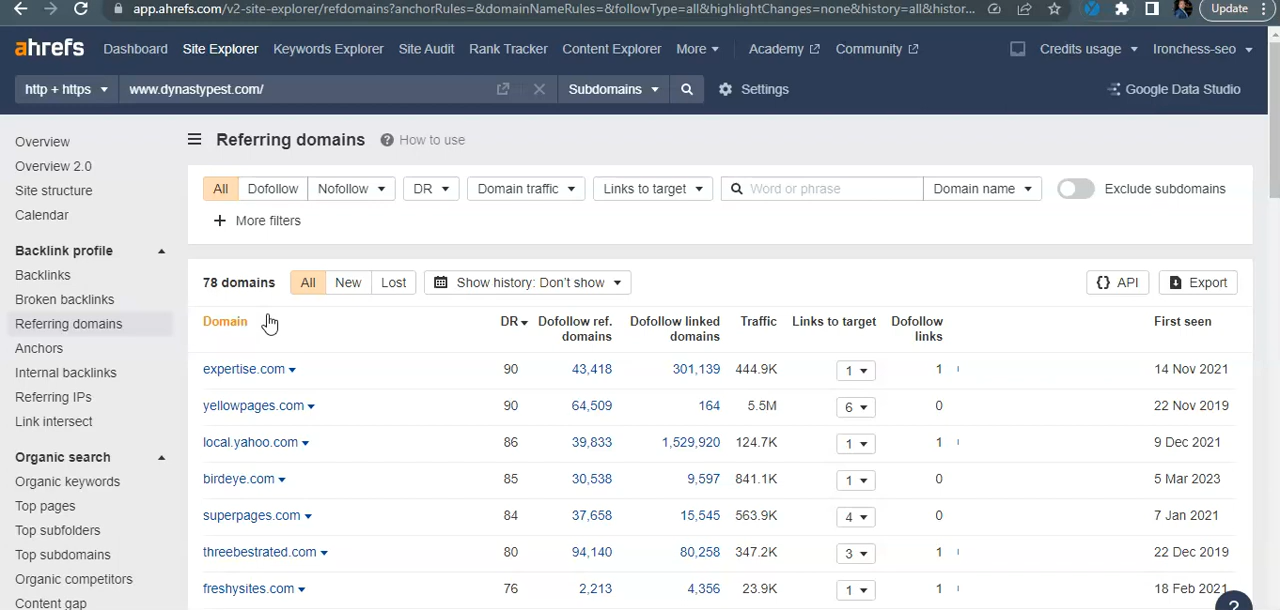 app.ahrefs.com/v2-site-explorer/refdomains?anchorRules=&domainNameRules=&followType=all&highlightChanges=none&history=all&histor...
Update
ahrefs Dashboard Site Explorer Keywords Explorer Site Audit Rank Tracker Content Explorer More Academy Community Credits usage Ironchess-seo
http + https www.dynastypest.com/ Subdomains Settings Google Data Studio
Overview
Overview 2.0
Site structure
Calendar
Backlink profile
Backlinks
Broken backlinks
Referring domains
Anchors
Internal backlinks
Referring IPs
Link intersect
Organic search
Organic keywords
Top pages
Top subfolders
Top subdomains
Organic competitors
Content gap
Referring domains ? How to use
All Dofollow Nofollow DR Domain traffic Links to target Word or phrase Domain name Exclude subdomains
+ More filters
78 domains All New Lost Show history: Don't show {} API Export
Domain DR Dofollow ref. domains Dofollow linked domains Traffic Links to target Dofollow links First seen
expertise.com 90 43,418 301,139 444.9K 1 1 14 Nov 2021
yellowpages.com 90 64,509 164 5.5M 6 0 22 Nov 2019
local.yahoo.com 86 39,833 1,529,920 124.7K 1 1 9 Dec 2021
birdeye.com 85 30,538 9,597 841.1K 1 0 5 Mar 2023
superpages.com 84 37,658 15,545 563.9K 4 0 7 Jan 2021
threebestrated.com 80 94,140 80,258 347.2K 3 1 22 Dec 2019
freshysites.com 76 2,213 4,356 23.9K 1 1 18 Feb 2021
?